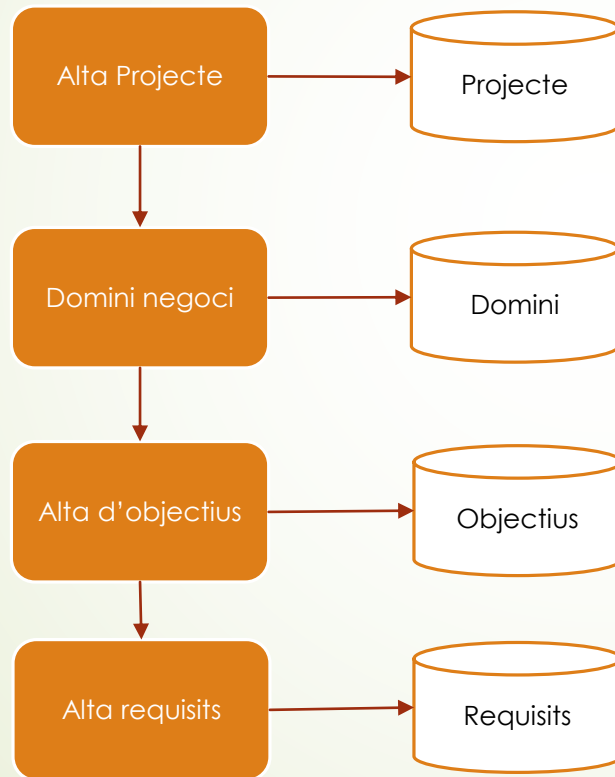 Alta Projecte
Projecte
Domini negoci
Domini
Alta d’objectius
Objectius
Alta requisits
Requisits